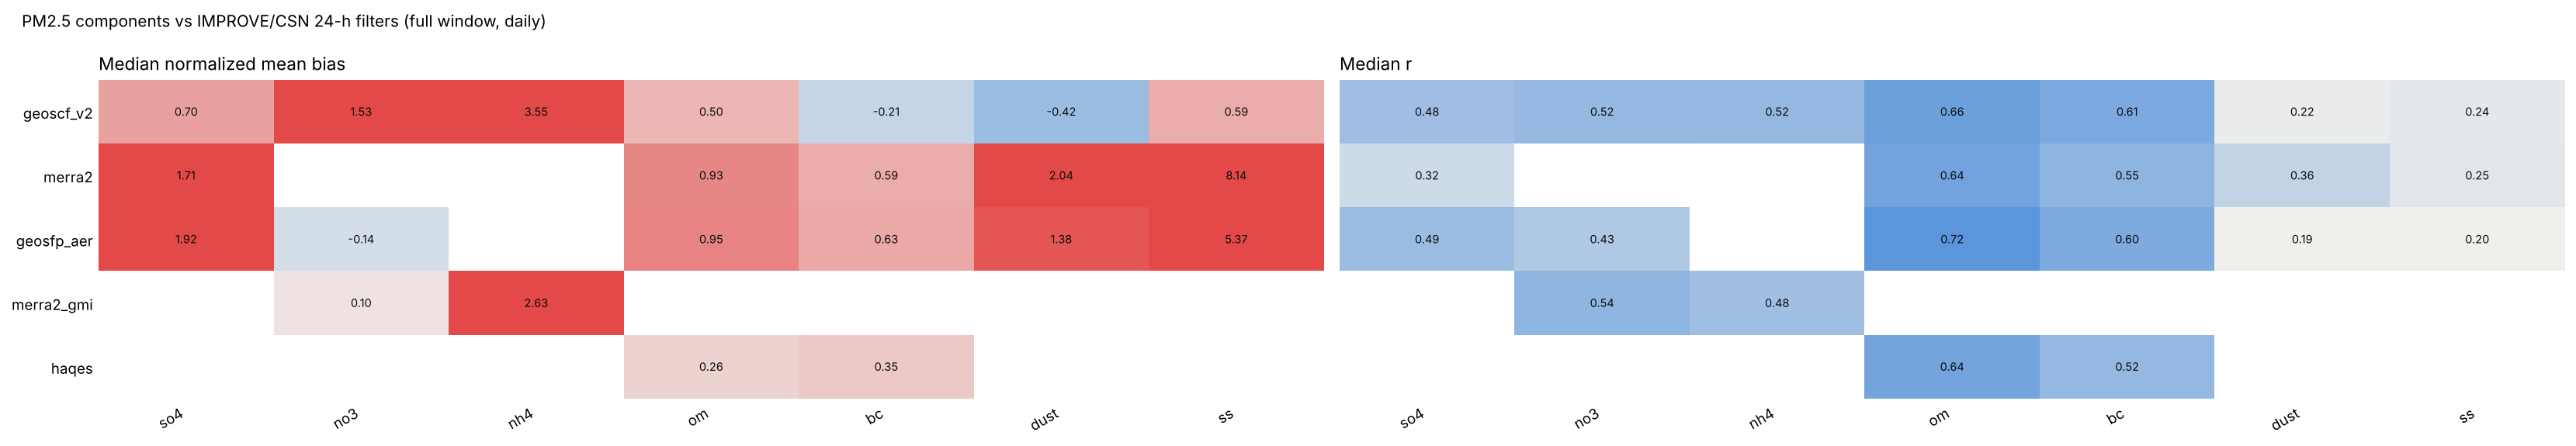 PM2.5 components vs IMPROVE/CSN 24-h filters (full window, daily)
Median normalized mean bias
Median r
geoscf_v2 0.70 1.53 3.55 0.50 -0.21 -0.42 0.59 0.48 0.52 0.52 0.66 0.61 0.22 0.24
merra2 1.71 0.93 0.59 2.04 8.14 0.32 0.64 0.55 0.36 0.25
geosfp_aer 1.92 -0.14 0.95 0.63 1.38 5.37 0.49 0.43 0.72 0.60 0.19 0.20
merra2_gmi 0.10 2.63 0.54 0.48
haqes 0.26 0.35 0.64 0.52
so4 no3 nh4 om bc dust ss so4 no3 nh4 om bc dust ss